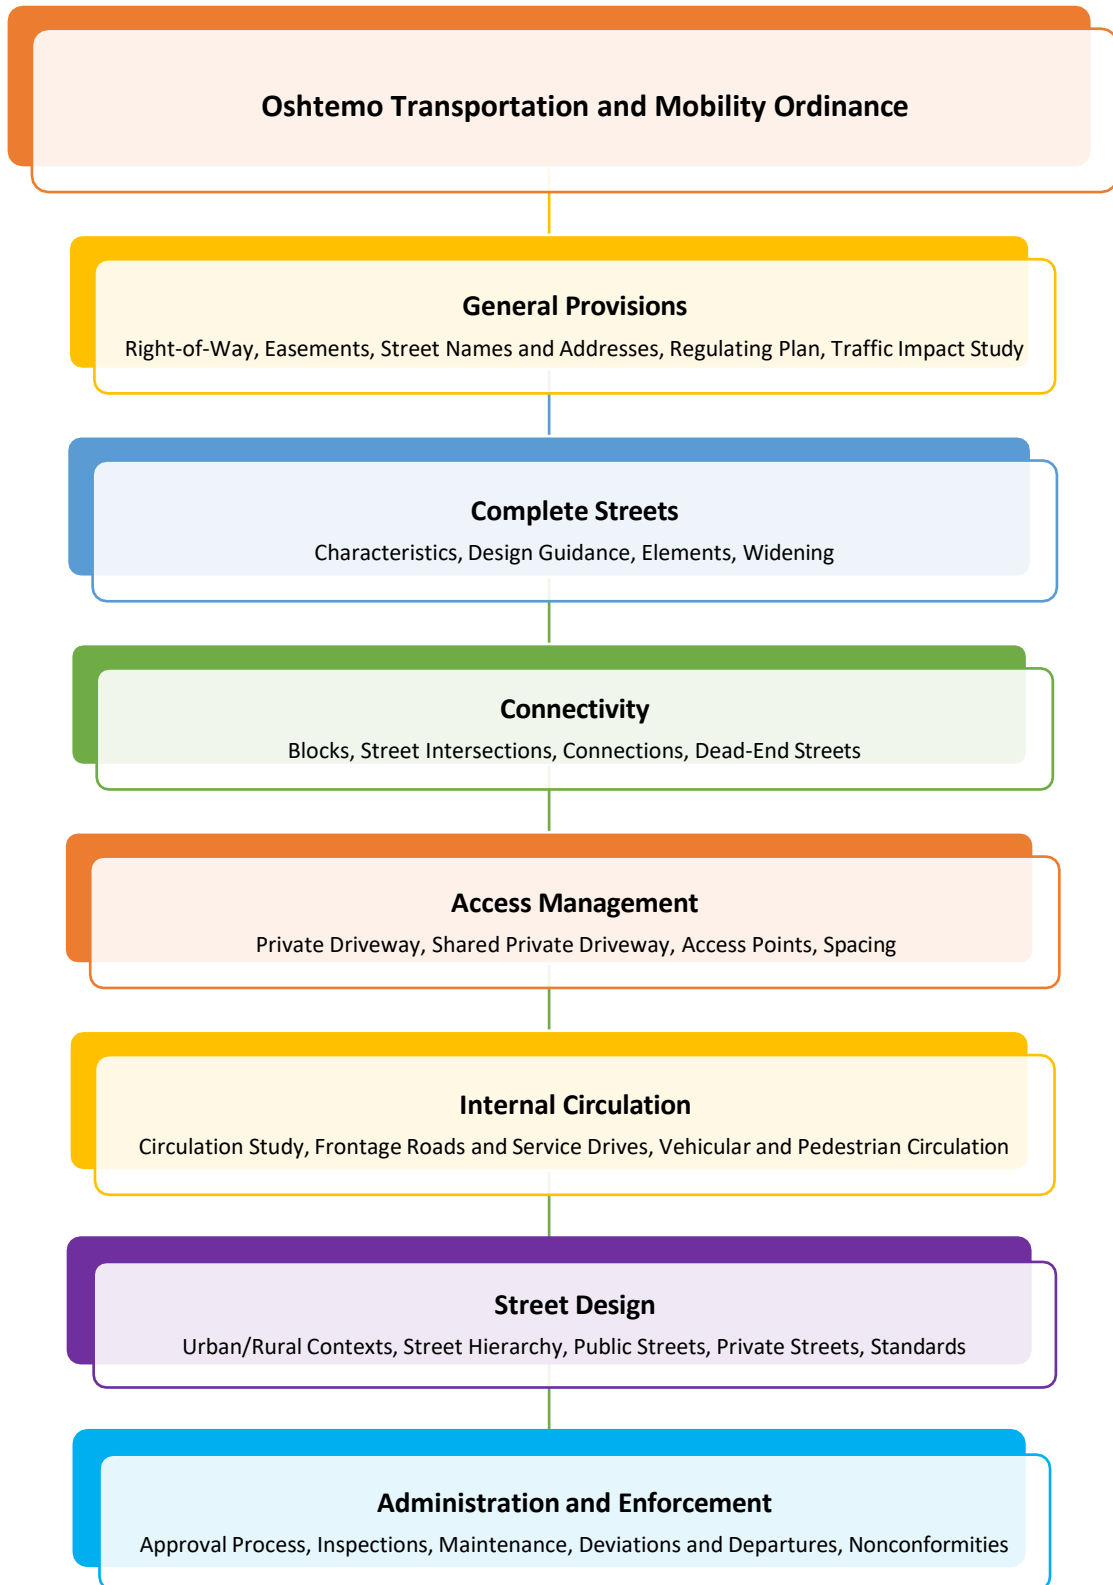 Oshtemo Transportation and Mobility Ordinance
General Provisions
Right-of-Way, Easements, Street Names and Addresses, Regulating Plan, Traffic Impact Study
Complete Streets
Characteristics, Design Guidance, Elements, Widening
Connectivity
Blocks, Street Intersections, Connections, Dead-End Streets
Access Management
Private Driveway, Shared Private Driveway, Access Points, Spacing
Internal Circulation
Circulation Study, Frontage Roads and Service Drives, Vehicular and Pedestrian Circulation
Street Design
Urban/Rural Contexts, Street Hierarchy, Public Streets, Private Streets, Standards
Administration and Enforcement
Approval Process, Inspections, Maintenance, Deviations and Departures, Nonconformities